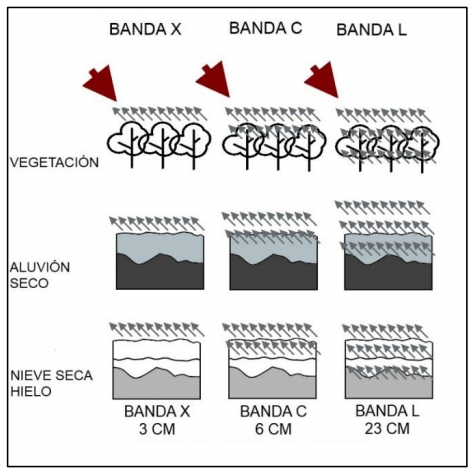 BANDA X BANDA C BANDA L
VEGETACIÓN
ALUVIÓN
SECO
NIEVE SECA
HIELO
BANDA X BANDA C BANDA L
3 CM 6 CM 23 CM